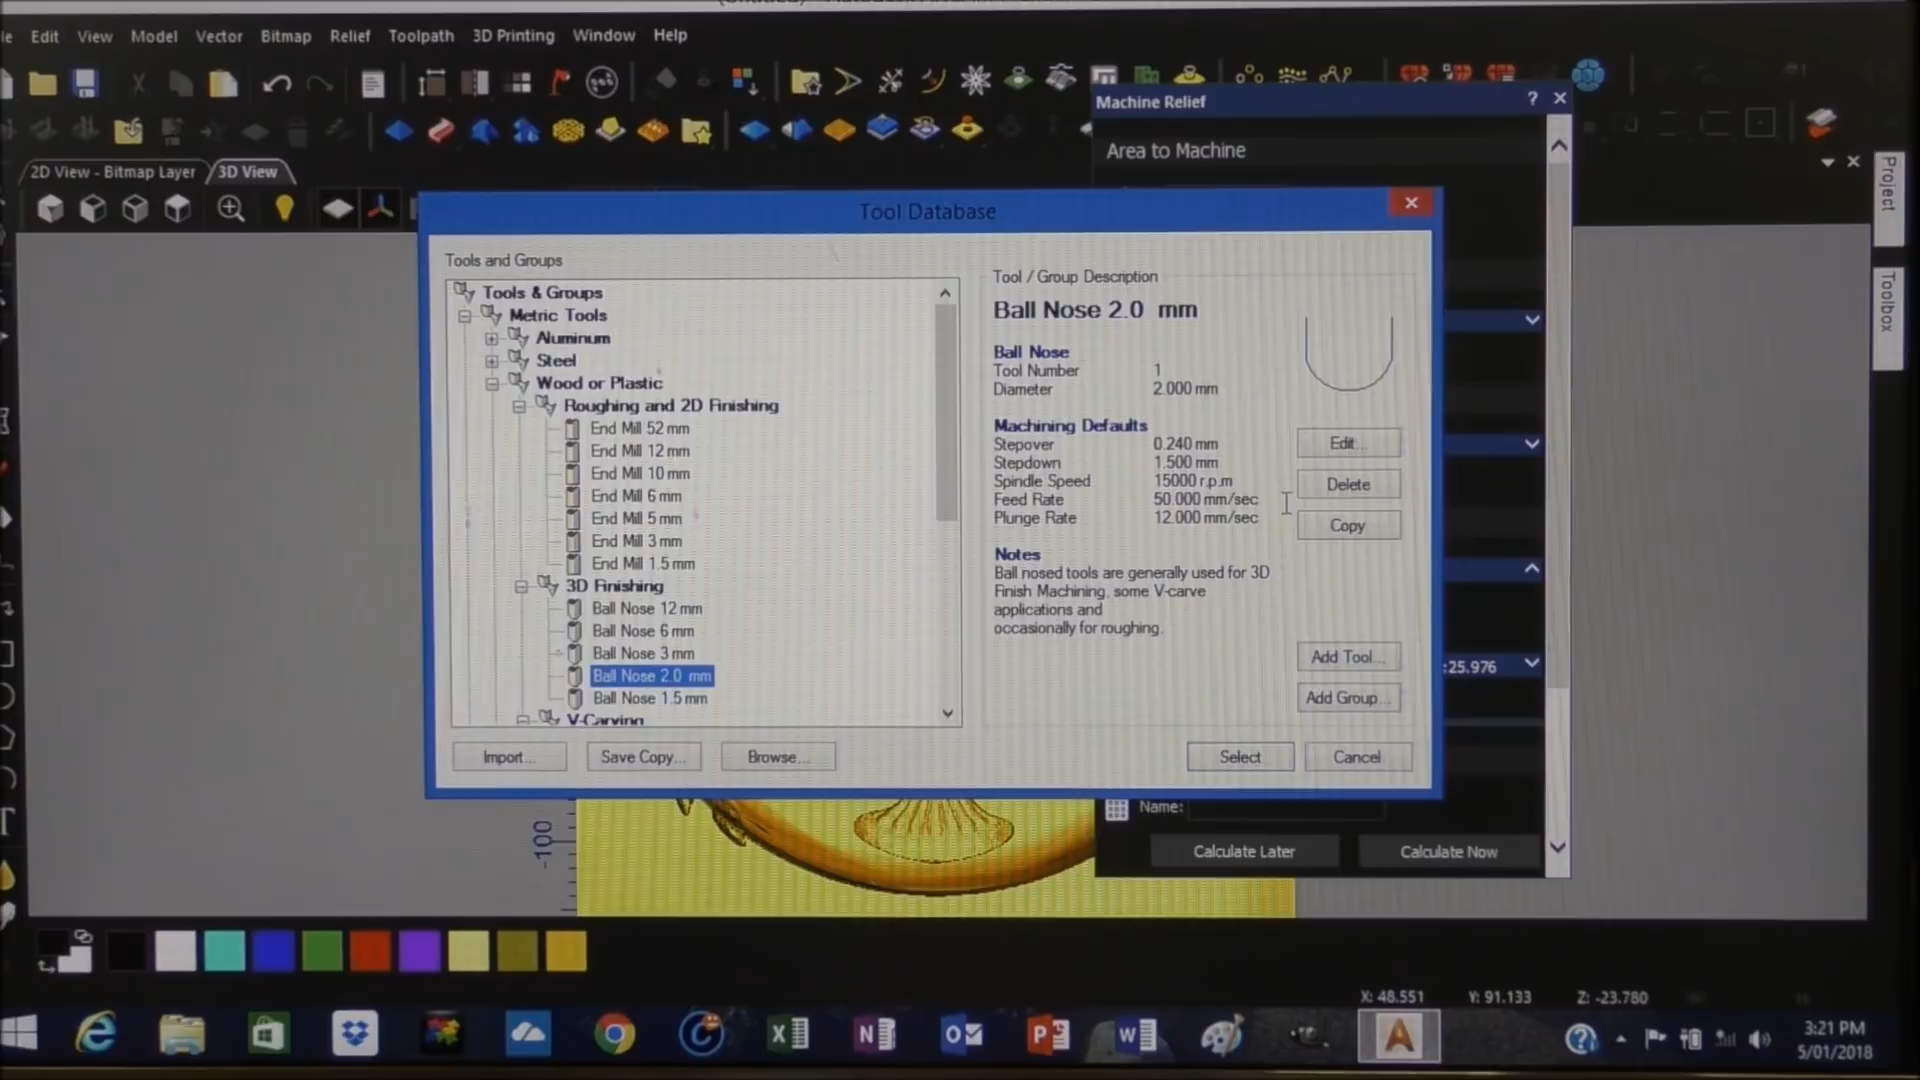 Edit View Model Vector Bitmap Relief Toolpath 3D Printing Window Help
Machine Relief ?
Area to Machine
2D View - Bitmap Layer 3D View
Project
Toolbox
Tool Database
Tools and Groups
Tools & Groups
Metric Tools
Aluminum
Steel
Wood or Plastic
Roughing and 2D Finishing
End Mill 52 mm
End Mill 12 mm
End Mill 10 mm
End Mill 6 mm
End Mill 5 mm
End Mill 3 mm
End Mill 1.5 mm
3D Finishing
Ball Nose 12 mm
Ball Nose 6 mm
Ball Nose 3 mm
Ball Nose 2.0 mm
Ball Nose 1.5 mm
V-Carving
Tool / Group Description
Ball Nose 2.0 mm
Ball Nose
Tool Number 1
Diameter 2.000 mm
Machining Defaults
Stepover 0.240 mm
Stepdown 1.500 mm
Spindle Speed 15000 r.p.m
Feed Rate 50.000 mm/sec
Plunge Rate 12.000 mm/sec
Notes
Ball nosed tools are generally used for 3D
Finish Machining, some V-carve
applications and
occasionally for roughing.
Edit...
Delete
Copy
Add Tool...
Add Group...
Import...
Save Copy...
Browse...
Select
Cancel
:25.976
Name:
Calculate Later
Calculate Now
-100
X: 48.551 Y: 91.133 Z: -23.780
3:21 PM
5/01/2018